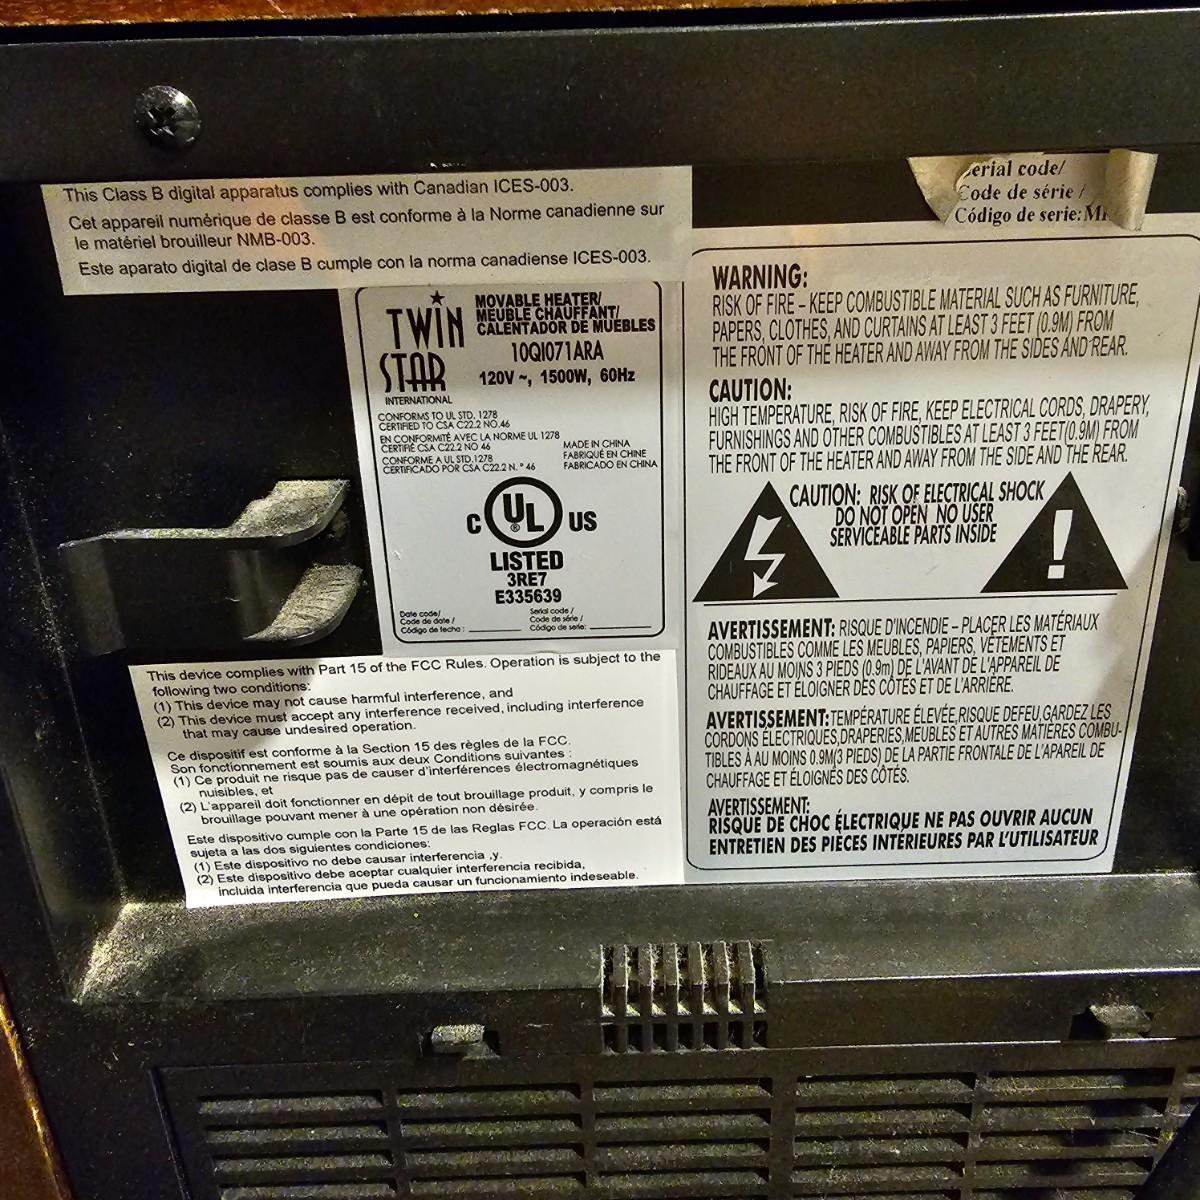 This Class B digital apparatus complies with Canadian ICES-003.
Cet appareil numérique de classe B est conforme à la Norme canadienne sur
le matériel brouilleur NMB-003.
Este aparato digital de clase B cumple con la norma canadiense ICES-003.
Serial code/
Code de série /
Código de serie:
TWIN
STAR
INTERNATIONAL
MOVABLE HEATER/
MEUBLE CHAUFFANT/
CALENTADOR DE MUEBLES
10QI071ARA
120V ~, 1500W, 60Hz
CONFORMS TO UL STD. 1278
CERTIFIED TO CSA C22.2 NO.46
EN CONFORMITÉ AVEC LA NORME UL 1278
CERTIFIÉ CSA C22.2 NO 46
CONFORME A UL STD.1278
CERTIFICADO POR CSA C22.2 N.° 46
MADE IN CHINA
FABRIQUÉ EN CHINE
FABRICADO EN CHINA
C UL ® US
LISTED
3RE7
E335639
Date code/
Code de date /
Código de fecha :
Serial code /
Code de série /
Código de serie:
WARNING:
RISK OF FIRE – KEEP COMBUSTIBLE MATERIAL SUCH AS FURNITURE,
PAPERS, CLOTHES, AND CURTAINS AT LEAST 3 FEET (0.9M) FROM
THE FRONT OF THE HEATER AND AWAY FROM THE SIDES AND REAR.
CAUTION:
HIGH TEMPERATURE, RISK OF FIRE, KEEP ELECTRICAL CORDS, DRAPERY,
FURNISHINGS AND OTHER COMBUSTIBLES AT LEAST 3 FEET(0.9M) FROM
THE FRONT OF THE HEATER AND AWAY FROM THE SIDE AND THE REAR.
CAUTION: RISK OF ELECTRICAL SHOCK
DO NOT OPEN NO USER
SERVICEABLE PARTS INSIDE
!
AVERTISSEMENT: RISQUE D'INCENDIE – PLACER LES MATÉRIAUX
COMBUSTIBLES COMME LES MEUBLES, PAPIERS, VÊTEMENTS ET
RIDEAUX AU MOINS 3 PIEDS (0.9m) DE L'AVANT DE L'APPAREIL DE
CHAUFFAGE ET ÉLOIGNER DES CÔTÉS ET DE L'ARRIÈRE.
AVERTISSEMENT: TEMPÉRATURE ÉLEVÉE,RISQUE DEFEU,GARDEZ LES
CORDONS ÉLECTRIQUES,DRAPERIES,MEUBLES ET AUTRES MATIÈRES COMBU-
TIBLES À AU MOINS 0.9M(3 PIEDS) DE LA PARTIE FRONTALE DE L'APAREIL DE
CHAUFFAGE ET ÉLOIGNÉS DES CÔTÉS.
AVERTISSEMENT:
RISQUE DE CHOC ÉLECTRIQUE NE PAS OUVRIR AUCUN
ENTRETIEN DES PIÈCES INTÉRIEURES PAR L'UTILISATEUR
This device complies with Part 15 of the FCC Rules. Operation is subject to the
following two conditions:
(1) This device may not cause harmful interference, and
(2) This device must accept any interference received, including interference
that may cause undesired operation.
Ce dispositif est conforme à la Section 15 des règles de la FCC.
Son fonctionnement est soumis aux deux Conditions suivantes :
(1) Ce produit ne risque pas de causer d'interférences électromagnétiques
nuisibles, et
(2) L'appareil doit fonctionner en dépit de tout brouillage produit, y compris le
brouillage pouvant mener à une opération non désirée.
Este dispositivo cumple con la Parte 15 de las Reglas FCC. La operación está
sujeta a las dos siguientes condiciones:
(1) Este dispositivo no debe causar interferencia ,y.
(2) Este dispositivo debe aceptar cualquier interferencia recibida,
incluida interferencia que pueda causar un funcionamiento indeseable.